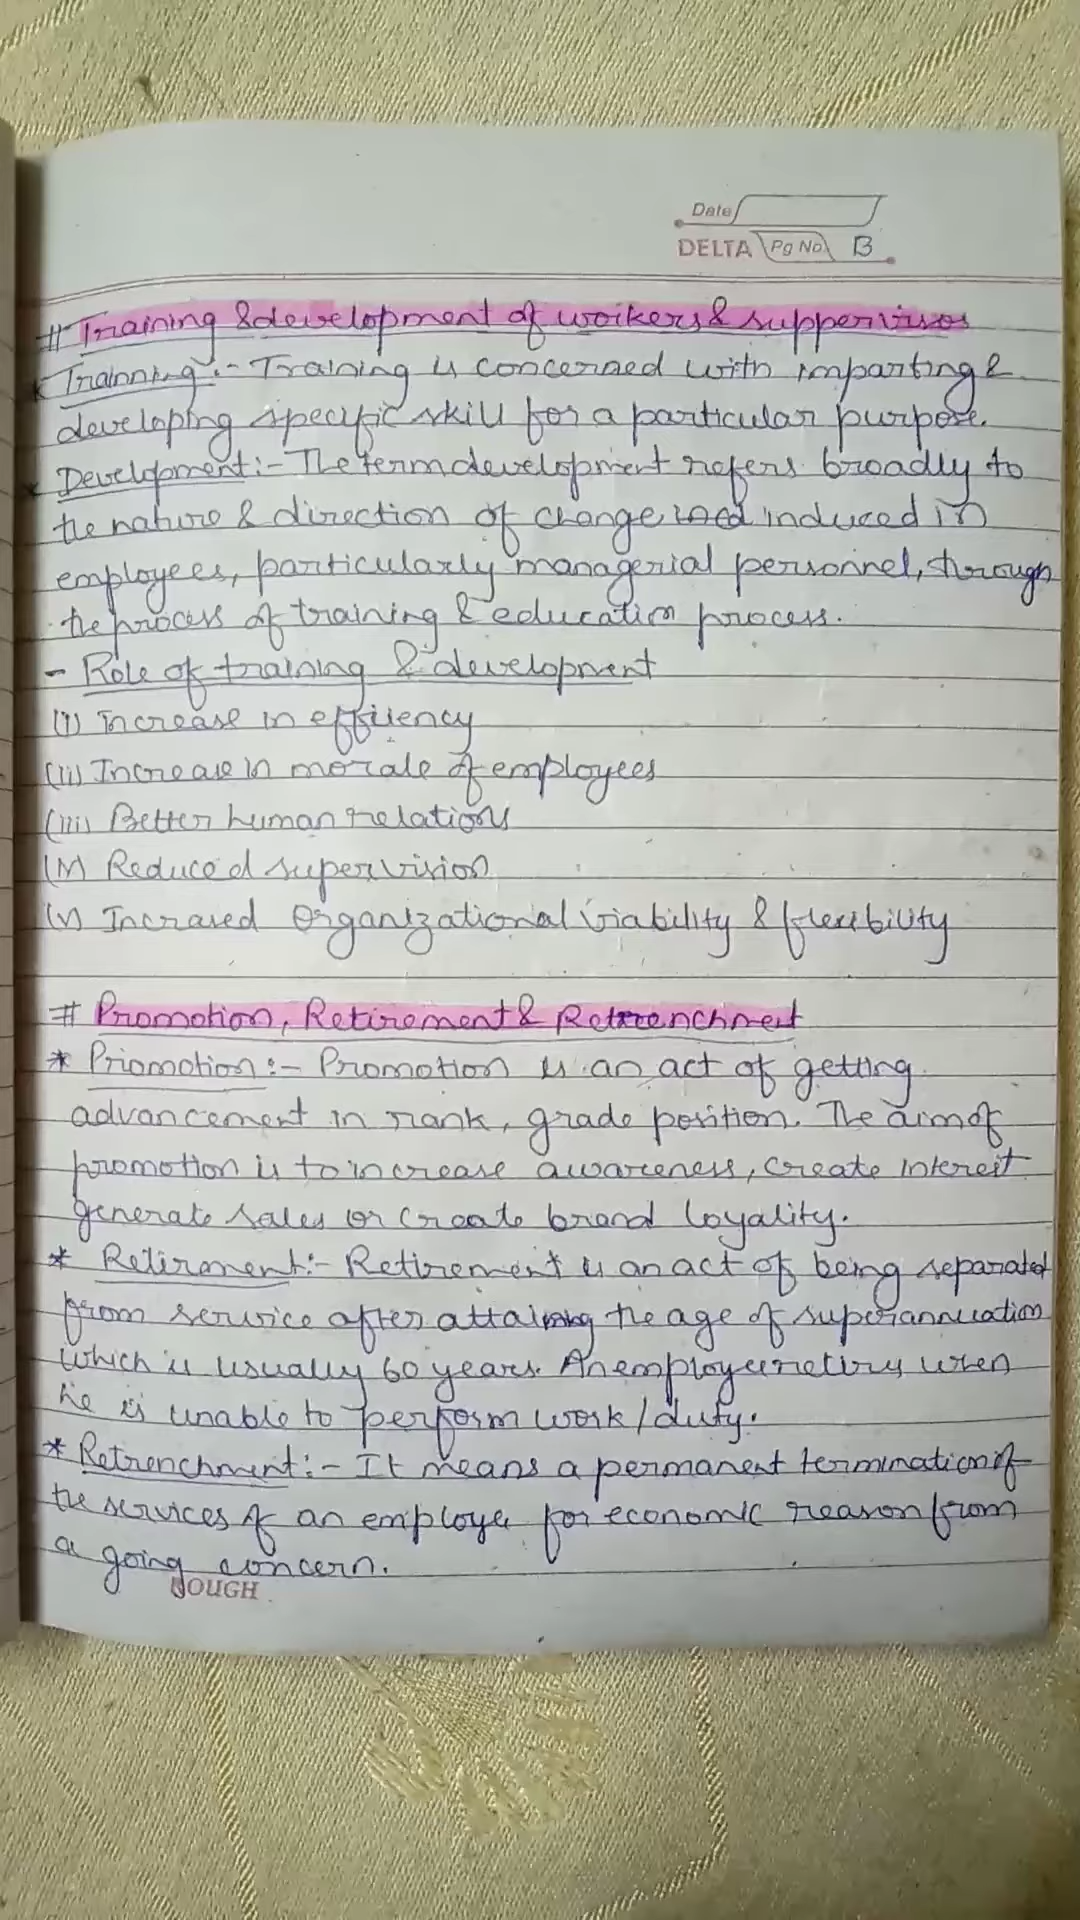 Date
DELTA Pg No. 13
# Training & development of workers & suppervisos
* Trainning :- Training is concerned with imparting &
developing specific skill for a particular purpose.
* Development :- The term development refers broadly to
the nature & direction of change induced in
employees, particularly managerial personnel, through
the process of training & education process.
- Role of training & development
(i) Increase in effiiency
(ii) Increase in morale of employees
(iii) Better human relations
(iv) Reduced supervision
(v) Incrased Organizational viability & flexibility
# Promotion, Retirement & Retrenchment
* Promotion :- Promotion is an act of getting
advancement in rank, grade position. The aim of
promotion is to increase awareness, create interest
generate sales or create brand loyality.
* Retirment :- Retirement is an act of being separated
from service after attaining the age of superannuation
which is usually 60 years. An employee retiry when
he is unable to perform work/duty.
* Retrenchment :- It means a permanent termination of
the services of an employe for economic reason from
a going concern.
ROUGH